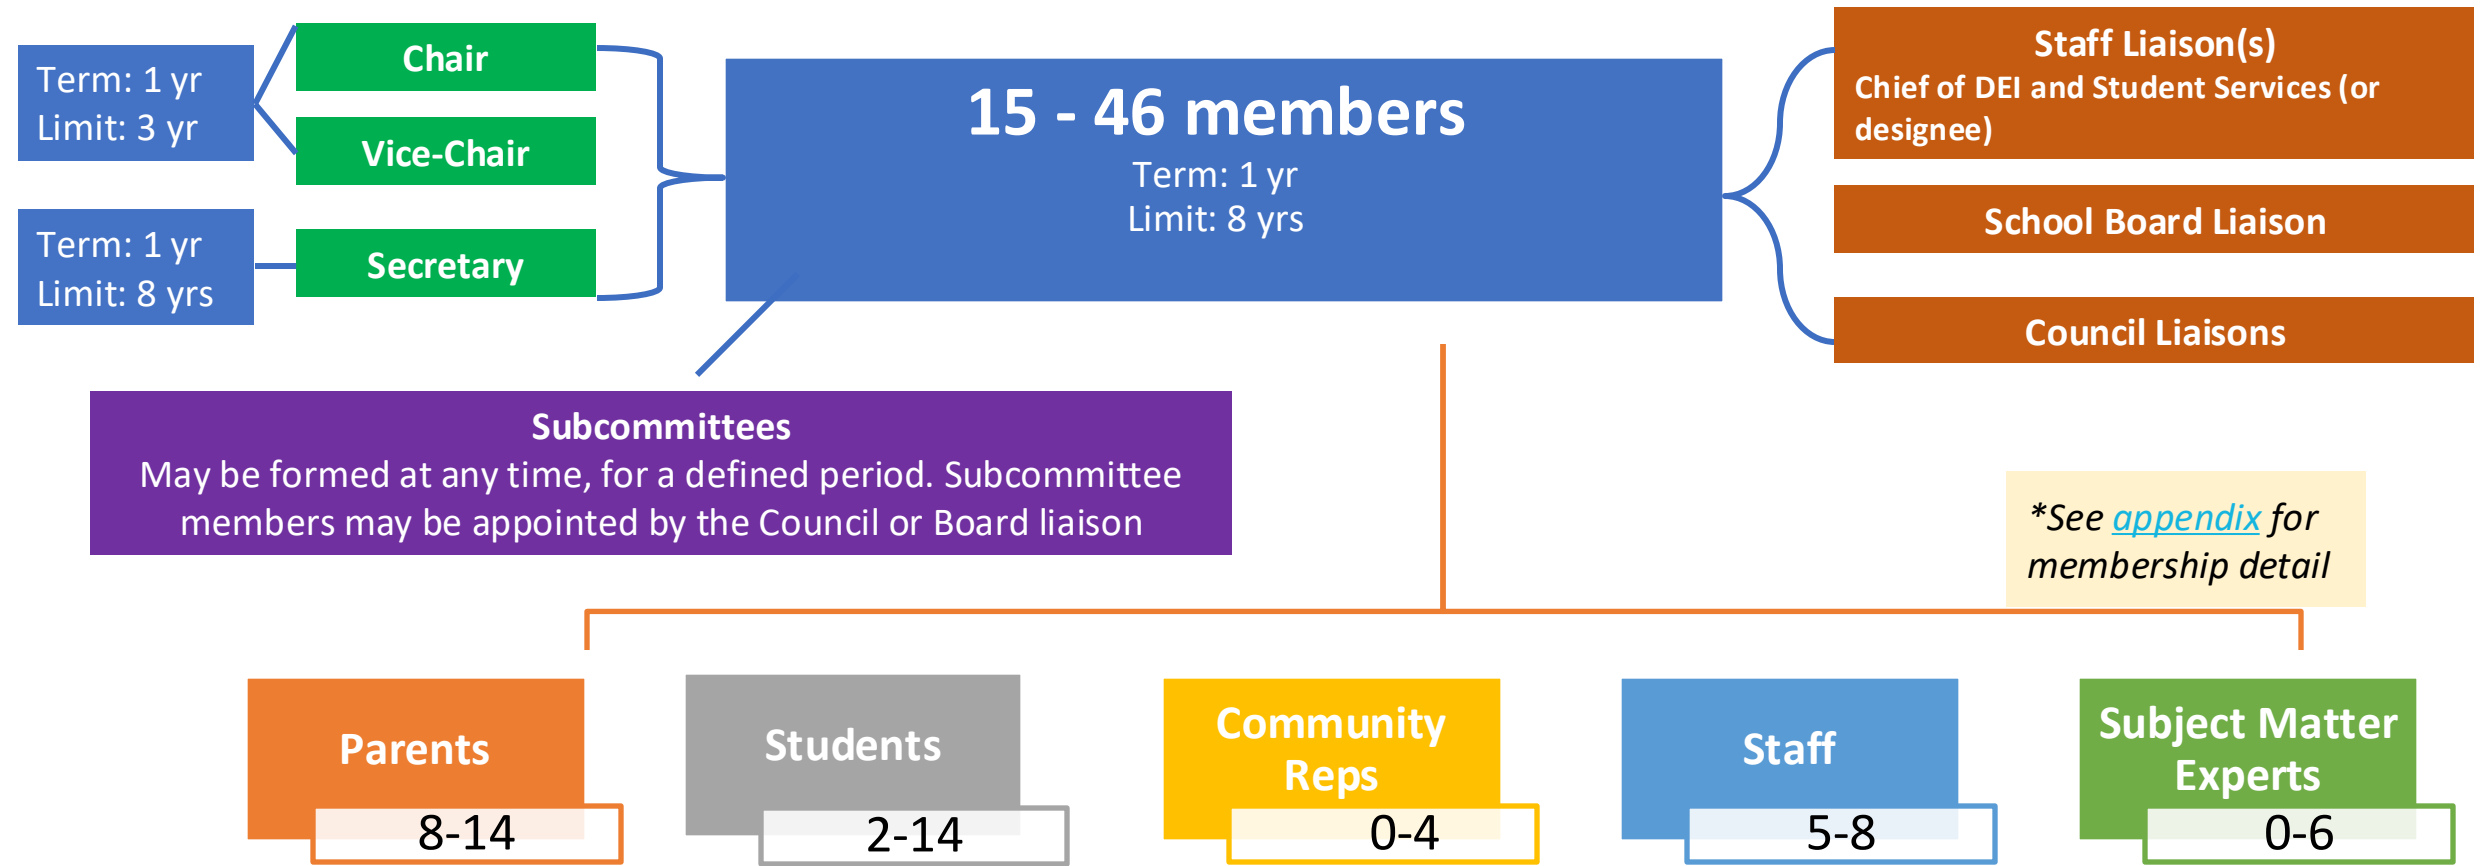 Term: 1 yr
Limit: 3 yr
Chair
Vice-Chair
Term: 1 yr
Limit: 8 yrs
Secretary
15 - 46 members
Term: 1 yr
Limit: 8 yrs
Staff Liaison(s)
Chief of DEI and Student Services (or
designee)
School Board Liaison
Council Liaisons
Subcommittees
May be formed at any time, for a defined period. Subcommittee
members may be appointed by the Council or Board liaison
*See appendix for
membership detail
Parents
8-14
Students
2-14
Community
Reps
0-4
Staff
5-8
Subject Matter
Experts
0-6